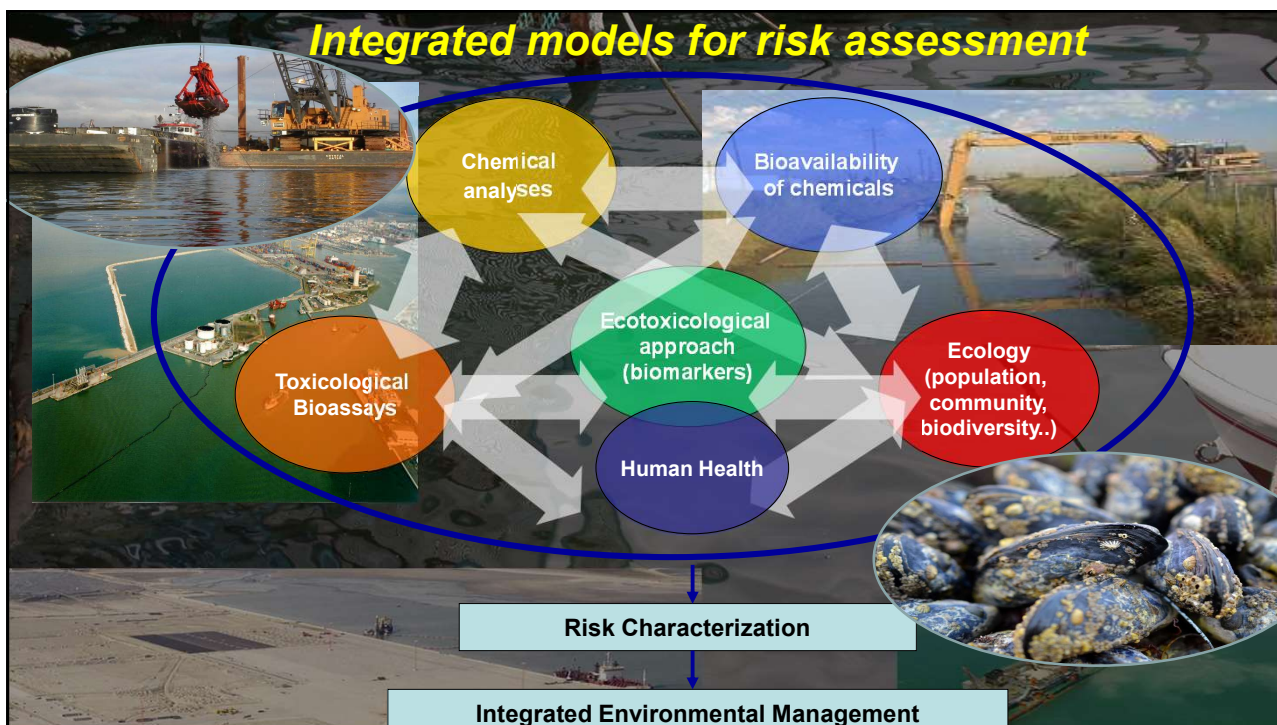 Integrated models for risk assessment
Chemical
analyses
Bioavailability
of chemicals
Ecotoxicological
approach
(biomarkers)
Toxicological
Bioassays
Ecology
(population,
community,
biodiversity..)
Human Health
Risk Characterization
Integrated Environmental Management